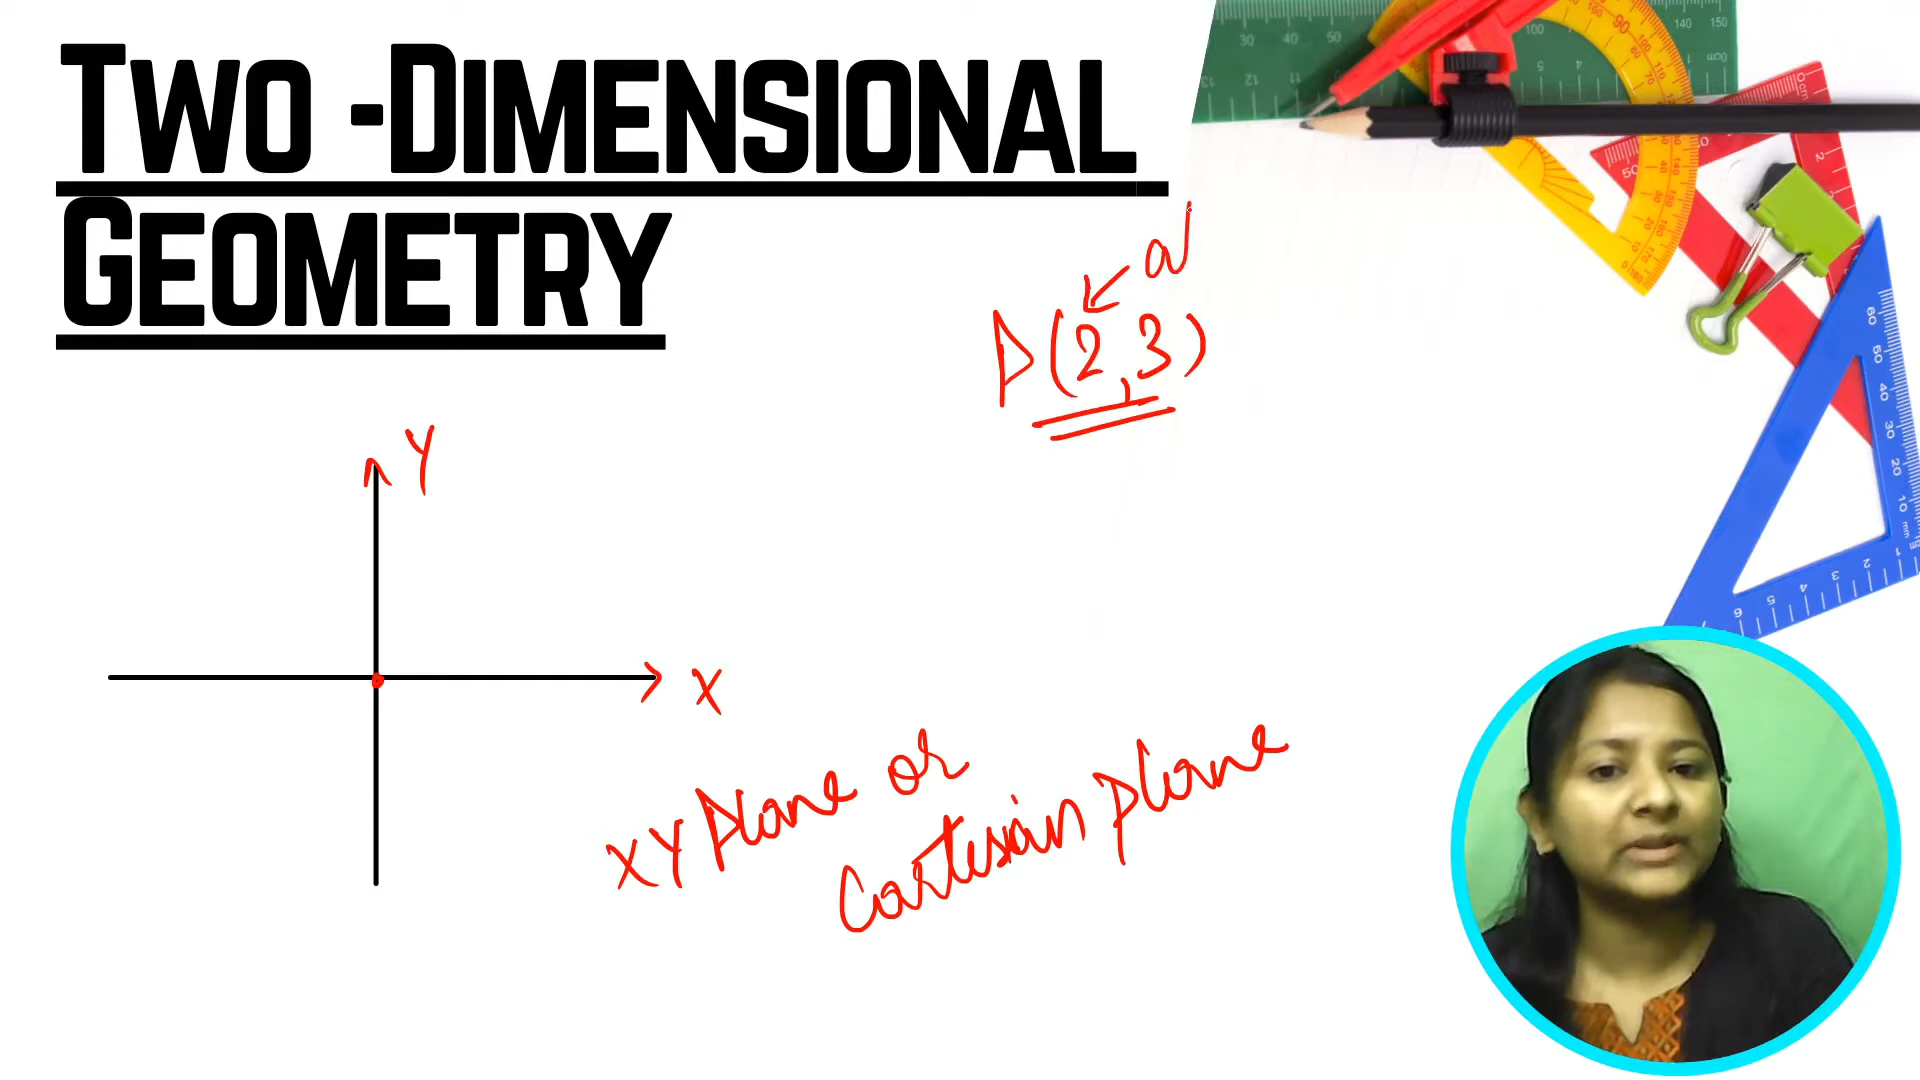 TWO -DIMENSIONAL
GEOMETRY
a
P(2,3)
Y
X
XY Plane or
Cartesian Plane